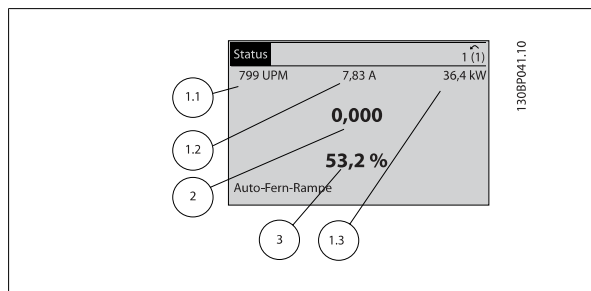 Status
1 (1)
799 UPM 7,83 A 36,4 kW
0,000
53,2 %
Auto-Fern-Rampe
1.1
1.2
2
3
1.3
130BP041.10